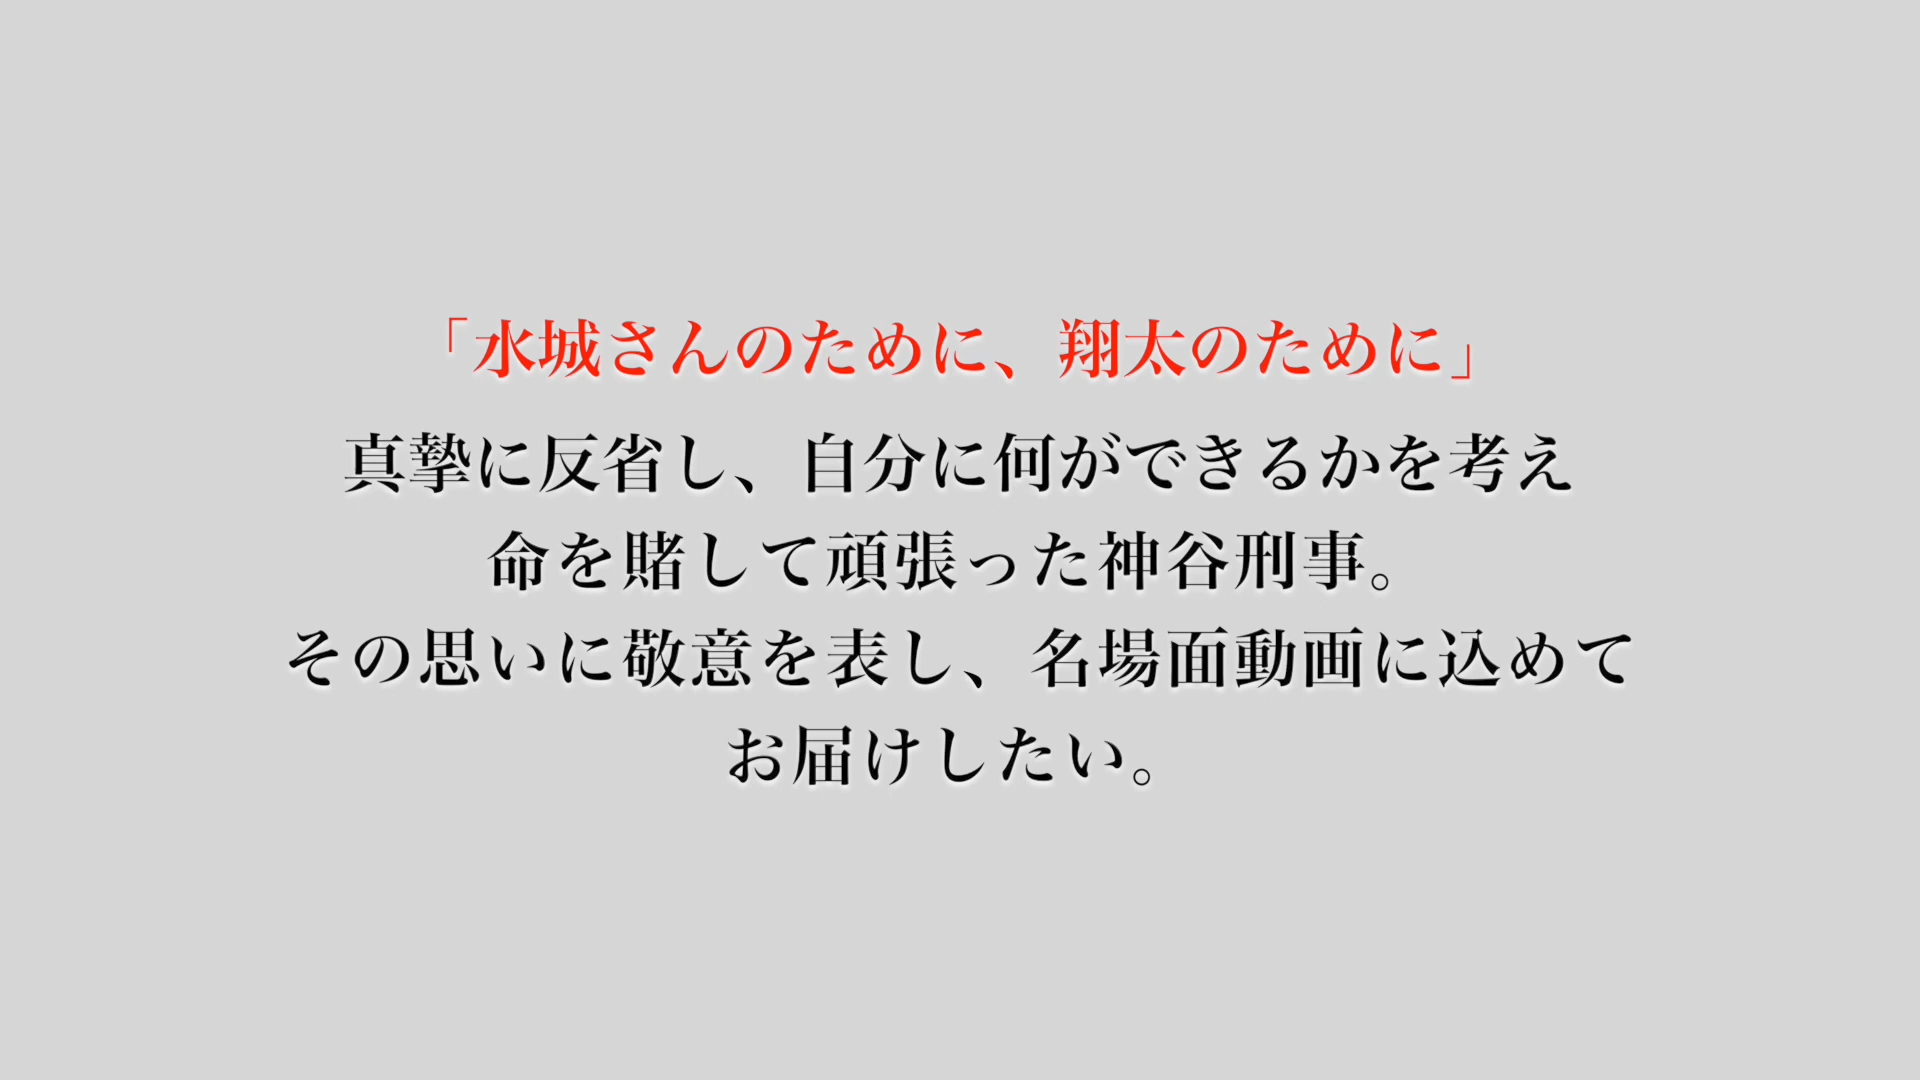 「水城さんのために、翔太のために」
真摯に反省し、自分に何ができるかを考え
命を賭して頑張った神谷刑事。
その思いに敬意を表し、名場面動画に込めて
お届けしたい。